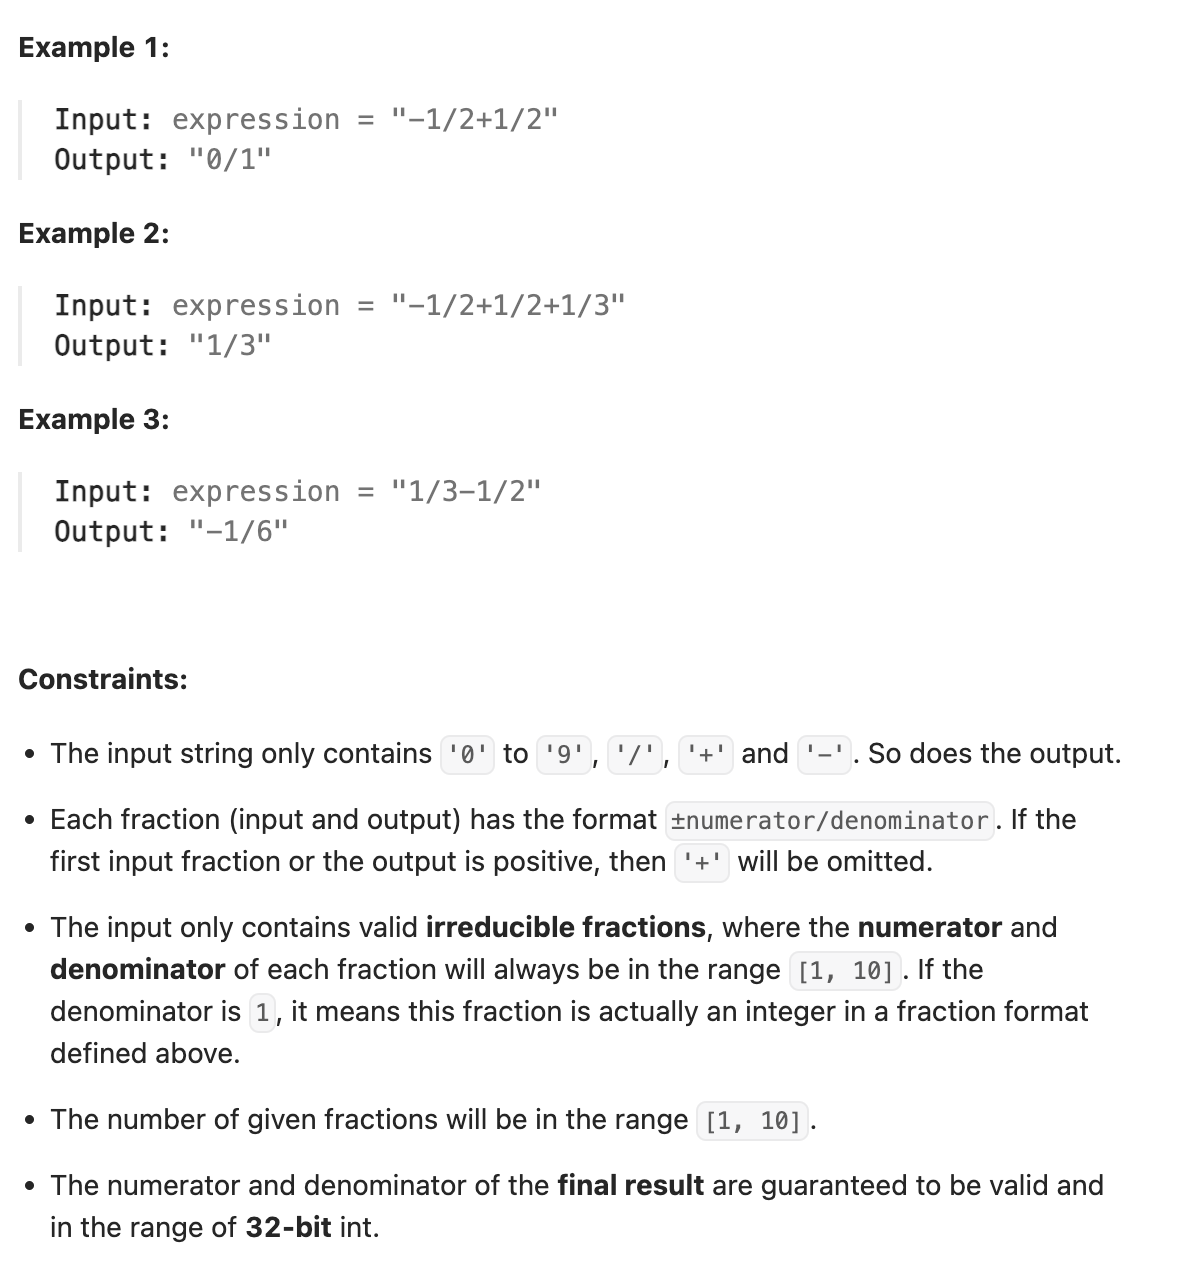 Example 1:
Input: expression = "-1/2+1/2"
Output: "0/1"
Example 2:
Input: expression = "-1/2+1/2+1/3"
Output: "1/3"
Example 3:
Input: expression = "1/3-1/2"
Output: "-1/6"
Constraints:
• The input string only contains '0' to '9', '/', '+' and '-'. So does the output.
• Each fraction (input and output) has the format ±numerator/denominator. If the
first input fraction or the output is positive, then '+' will be omitted.
• The input only contains valid irreducible fractions, where the numerator and
denominator of each fraction will always be in the range [1, 10]. If the
denominator is 1, it means this fraction is actually an integer in a fraction format
defined above.
• The number of given fractions will be in the range [1, 10].
• The numerator and denominator of the final result are guaranteed to be valid and
in the range of 32-bit int.